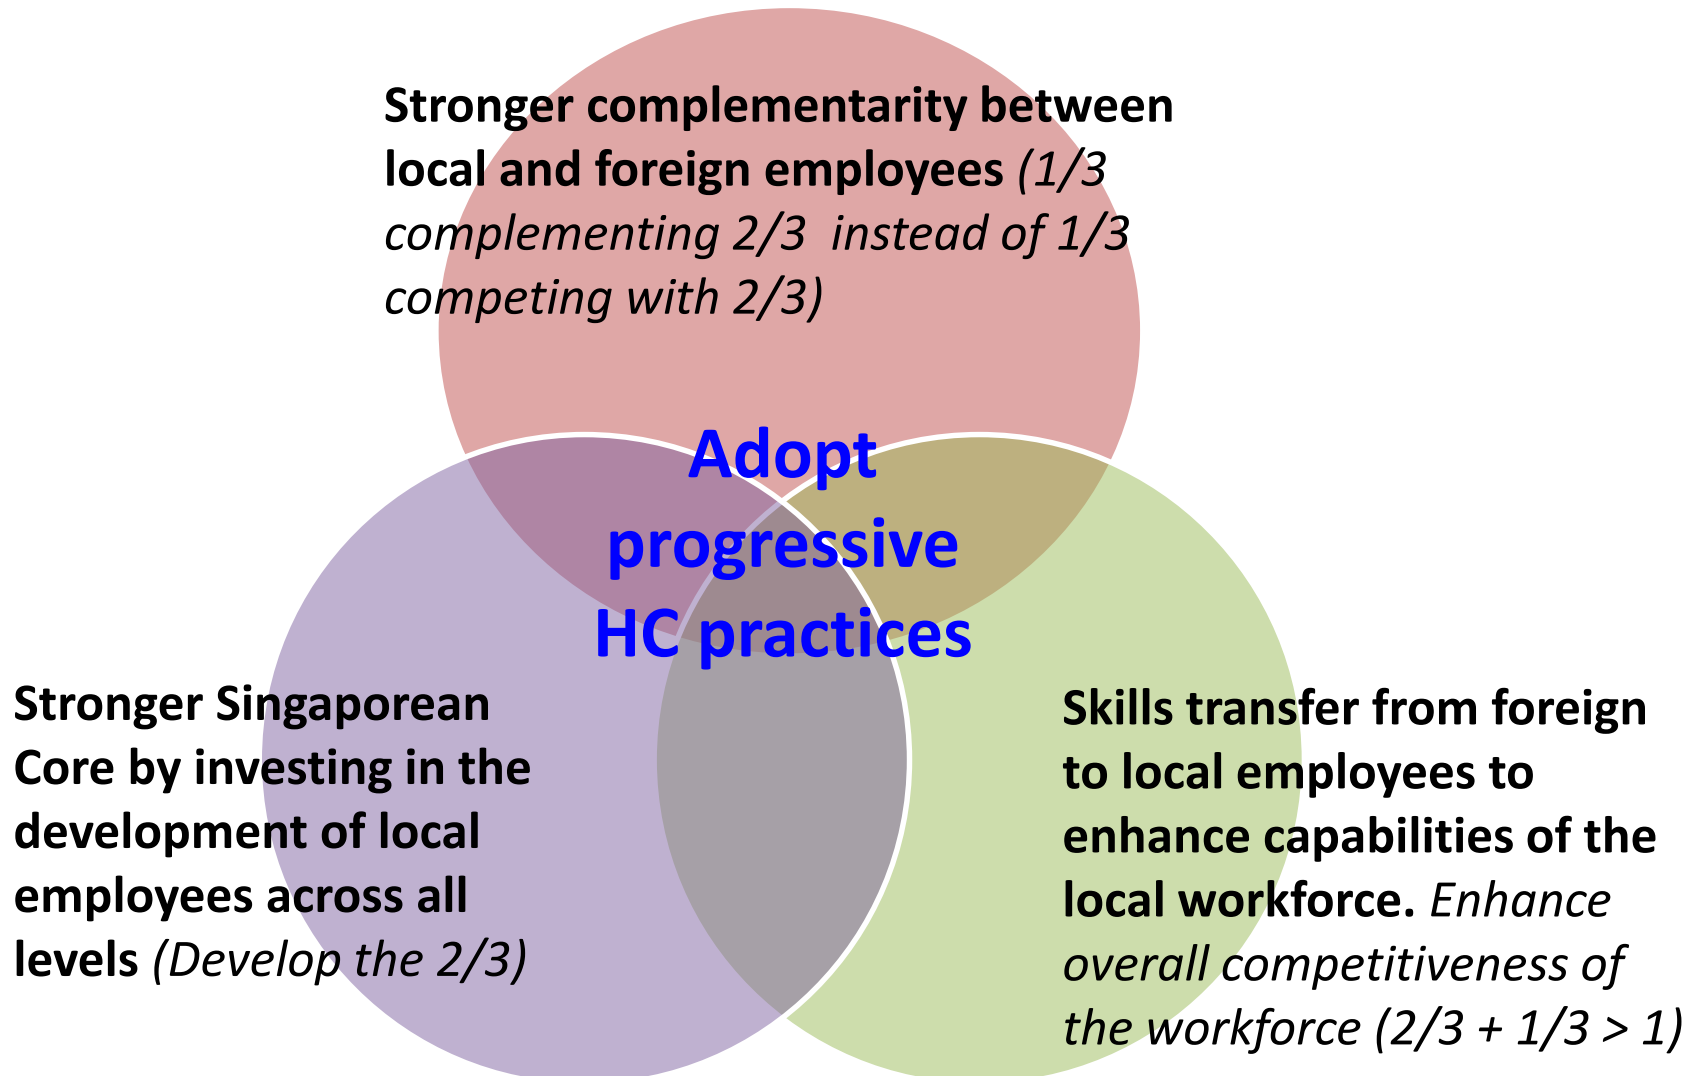 Stronger complementarity between
local and foreign employees (1/3
complementing 2/3 instead of 1/3
competing with 2/3)
Adopt
progressive
HC practices
Stronger Singaporean
Core by investing in the
development of local
employees across all
levels (Develop the 2/3)
Skills transfer from foreign
to local employees to
enhance capabilities of the
local workforce. Enhance
overall competitiveness of
the workforce (2/3 + 1/3 > 1)